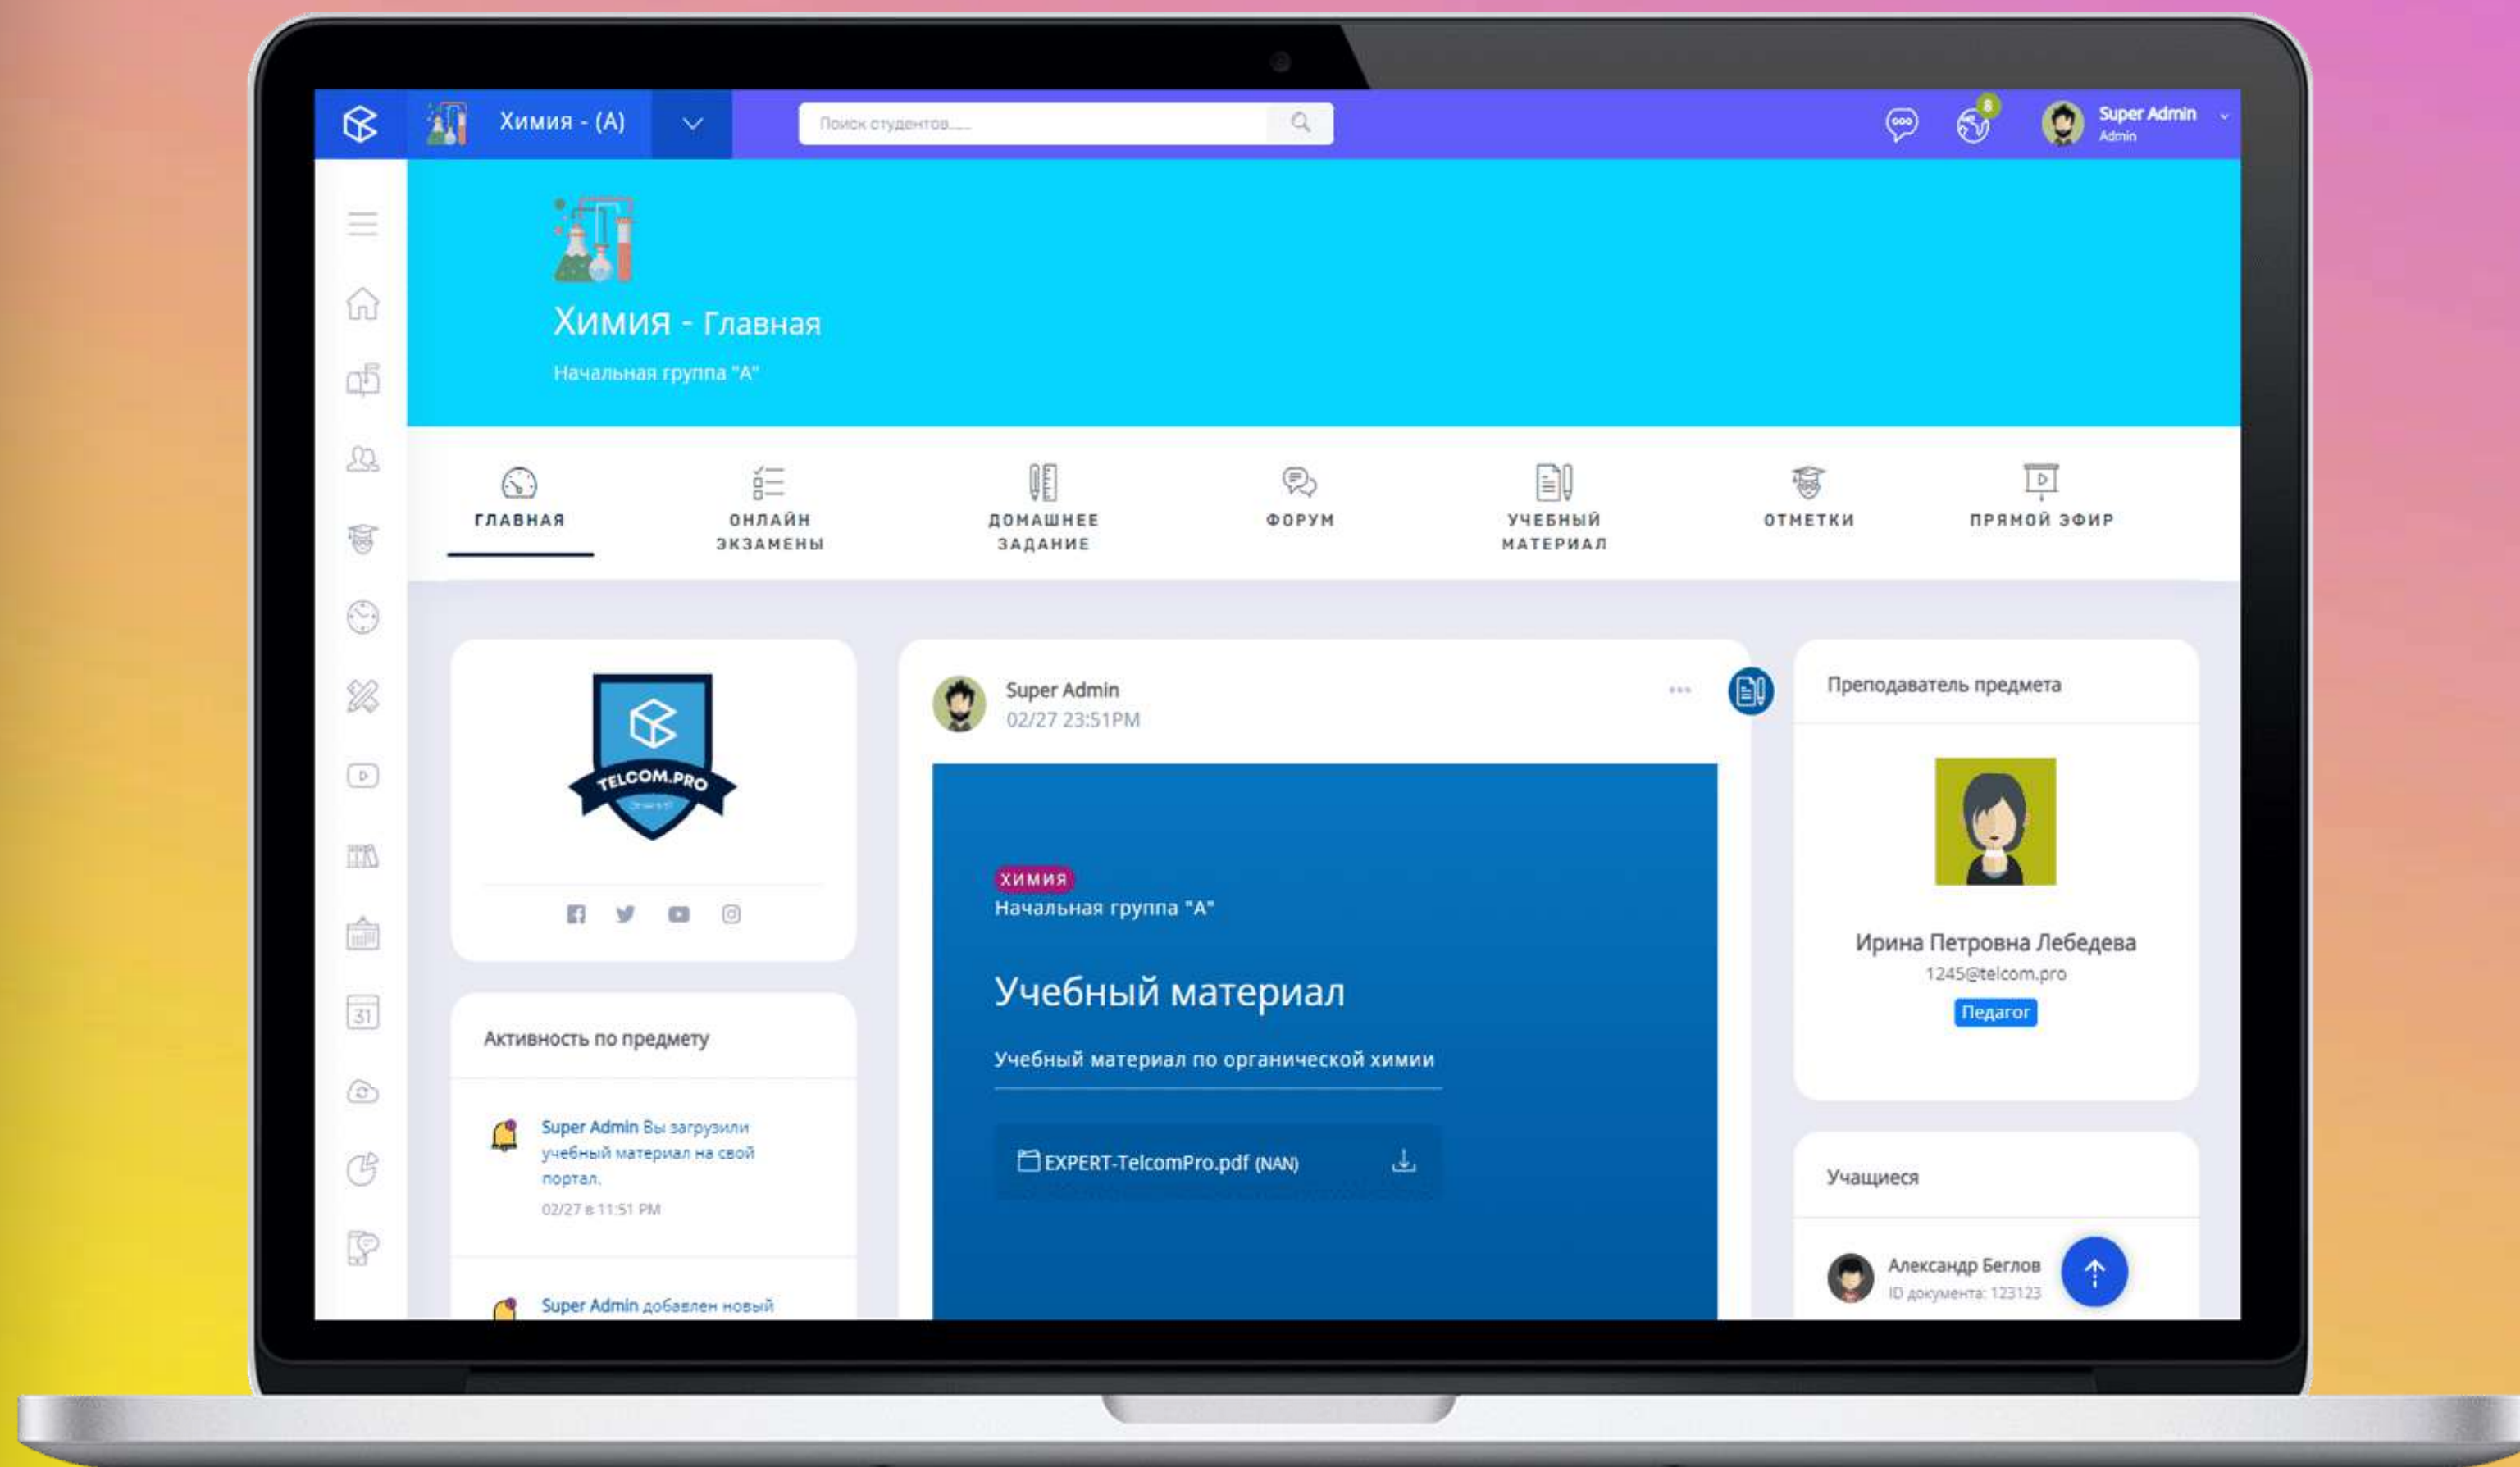 Химия - (А)
Поиск студентов......
8
Super Admin
Admin
Химия - Главная
Начальная группа "А"
ГЛАВНАЯ
ОНЛАЙН
ЭКЗАМЕНЫ
ДОМАШНЕЕ
ЗАДАНИЕ
ФОРУМ
УЧЕБНЫЙ
МАТЕРИАЛ
ОТМЕТКИ
ПРЯМОЙ ЭФИР
31
TELCOM.PRO
Активность по предмету
Super Admin Вы загрузили
учебный материал на свой
портал.
02/27 в 11:51 PM
Super Admin добавлен новый
Super Admin
02/27 23:51PM
ХИМИЯ
Начальная группа "А"
Учебный материал
Учебный материал по органической химии
EXPERT-TelcomPro.pdf (NAN)
Преподаватель предмета
Ирина Петровна Лебедева
1245@telcom.pro
Педагог
Учащиеся
Александр Беглов
ID документа: 123123